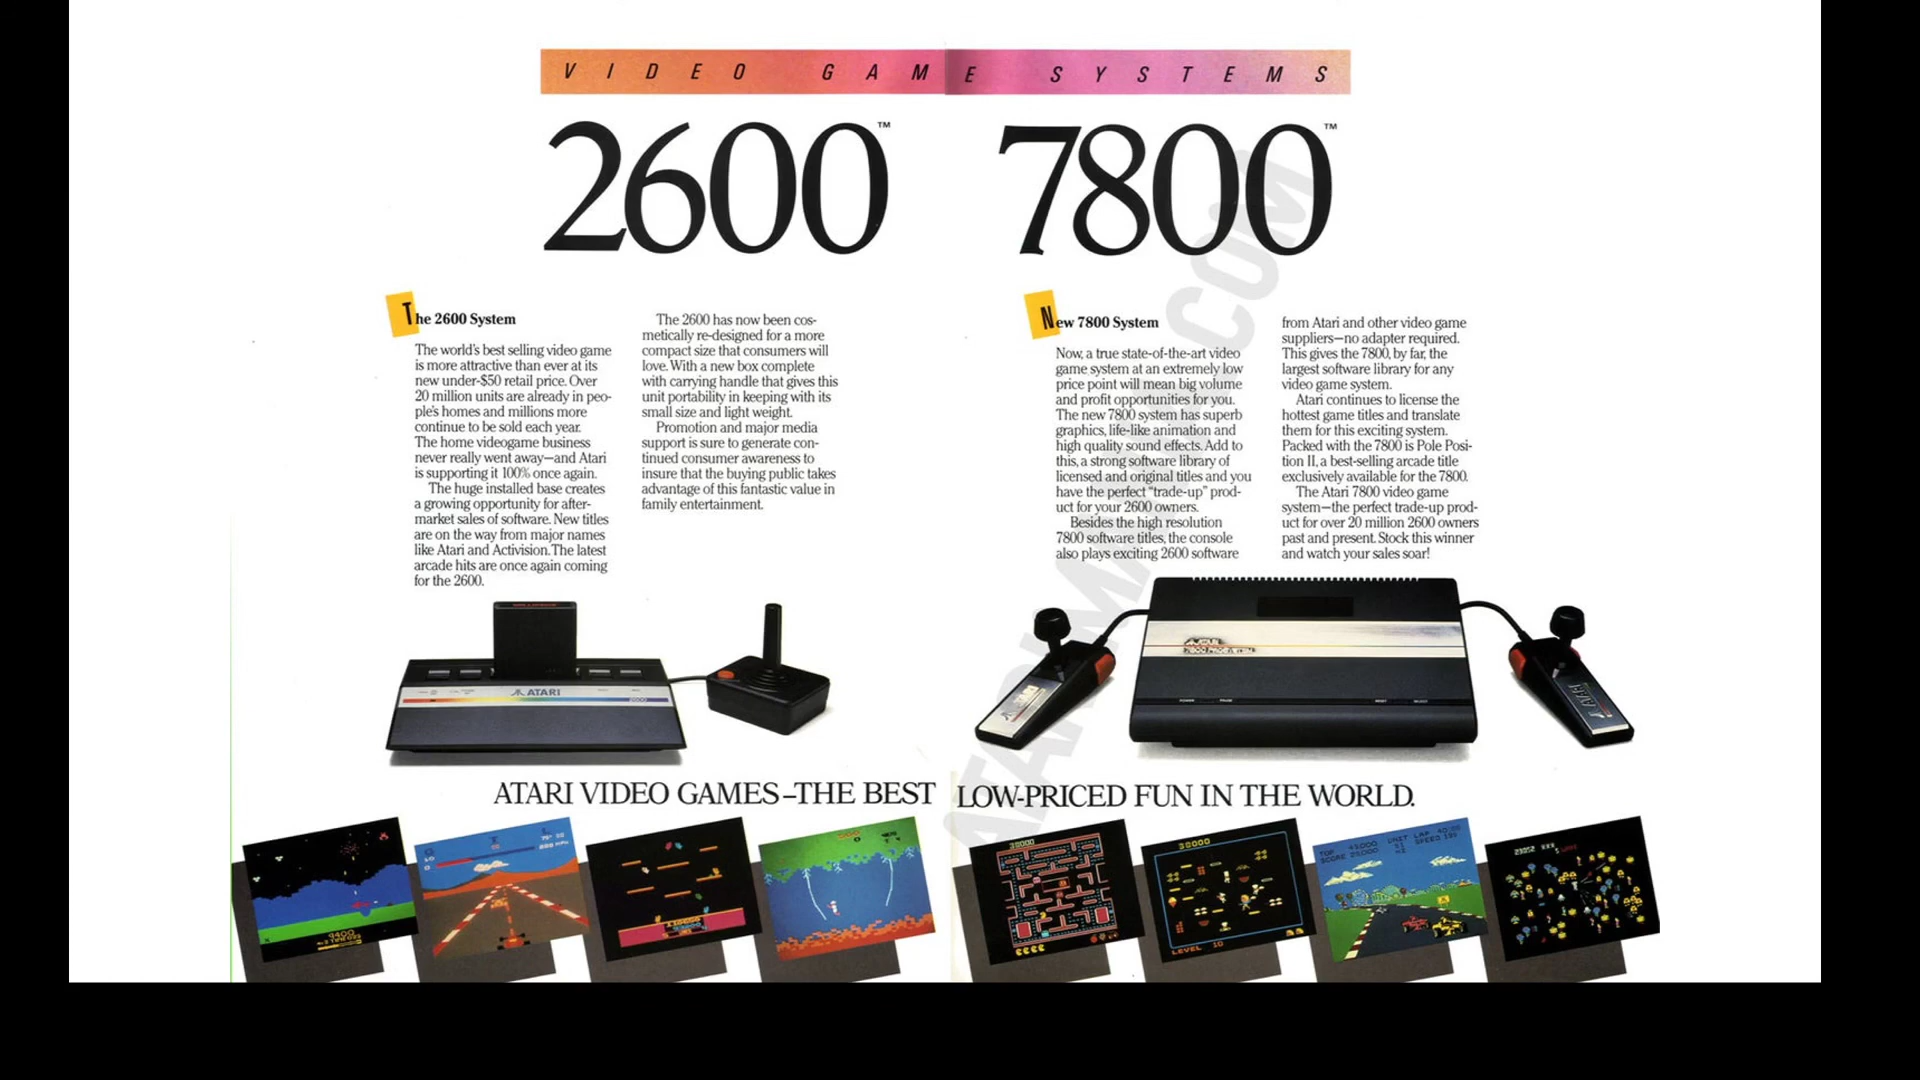 VIDEO GAME SYSTEMS
2600™
7800™
The 2600 System
The world's best selling video game
is more attractive than ever at its
new under-$50 retail price. Over
20 million units are already in peo-
ple's homes and millions more
continue to be sold each year.
The home videogame business
never really went away—and Atari
is supporting it 100% once again.
The huge installed base creates
a growing opportunity for after-
market sales of software. New titles
are on the way from major names
like Atari and Activision. The latest
arcade hits are once again coming
for the 2600.
The 2600 has now been cos-
metically re-designed for a more
compact size that consumers will
love. With a new box complete
with carrying handle that gives this
unit portability in keeping with its
small size and light weight.
Promotion and major media
support is sure to generate con-
tinued consumer awareness to
insure that the buying public takes
advantage of this fantastic value in
family entertainment.
New 7800 System
Now, a true state-of-the-art video
game system at an extremely low
price point will mean big volume
and profit opportunities for you.
The new 7800 system has superb
graphics, life-like animation and
high quality sound effects. Add to
this, a strong software library of
licensed and original titles and you
have the perfect "trade-up" prod-
uct for your 2600 owners.
Besides the high resolution
7800 software titles, the console
also plays exciting 2600 software
from Atari and other video game
suppliers—no adapter required.
This gives the 7800, by far, the
largest software library for any
video game system.
Atari continues to license the
hottest game titles and translate
them for this exciting system.
Packed with the 7800 is Pole Posi-
tion II, a best-selling arcade title
exclusively available for the 7800.
The Atari 7800 video game
system—the perfect trade-up prod-
uct for over 20 million 2600 owners
past and present. Stock this winner
and watch your sales soar!
ATARI
2600
ATARI
ATARI
ATARI VIDEO GAMES–THE BEST LOW-PRICED FUN IN THE WORLD.
9400
38000
38000
LEVEL 10
TOP
SCORE
UNIT LAP
SPEED